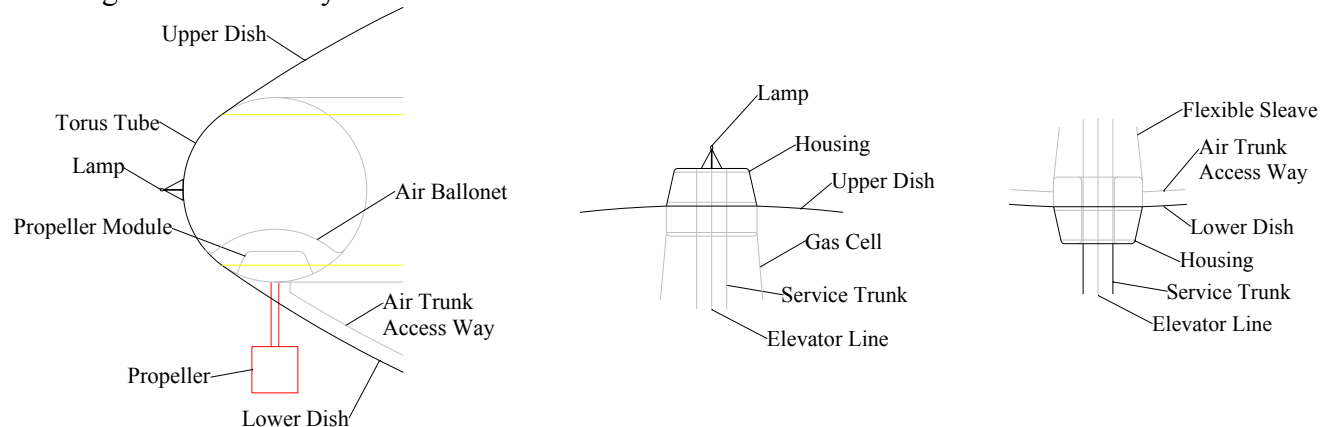 Upper Dish
Torus Tube
Lamp
Air Ballonet
Propeller Module
Air Trunk
Access Way
Propeller
Lower Dish
Lamp
Housing
Upper Dish
Gas Cell
Service Trunk
Elevator Line
Flexible Sleave
Air Trunk
Access Way
Lower Dish
Housing
Service Trunk
Elevator Line